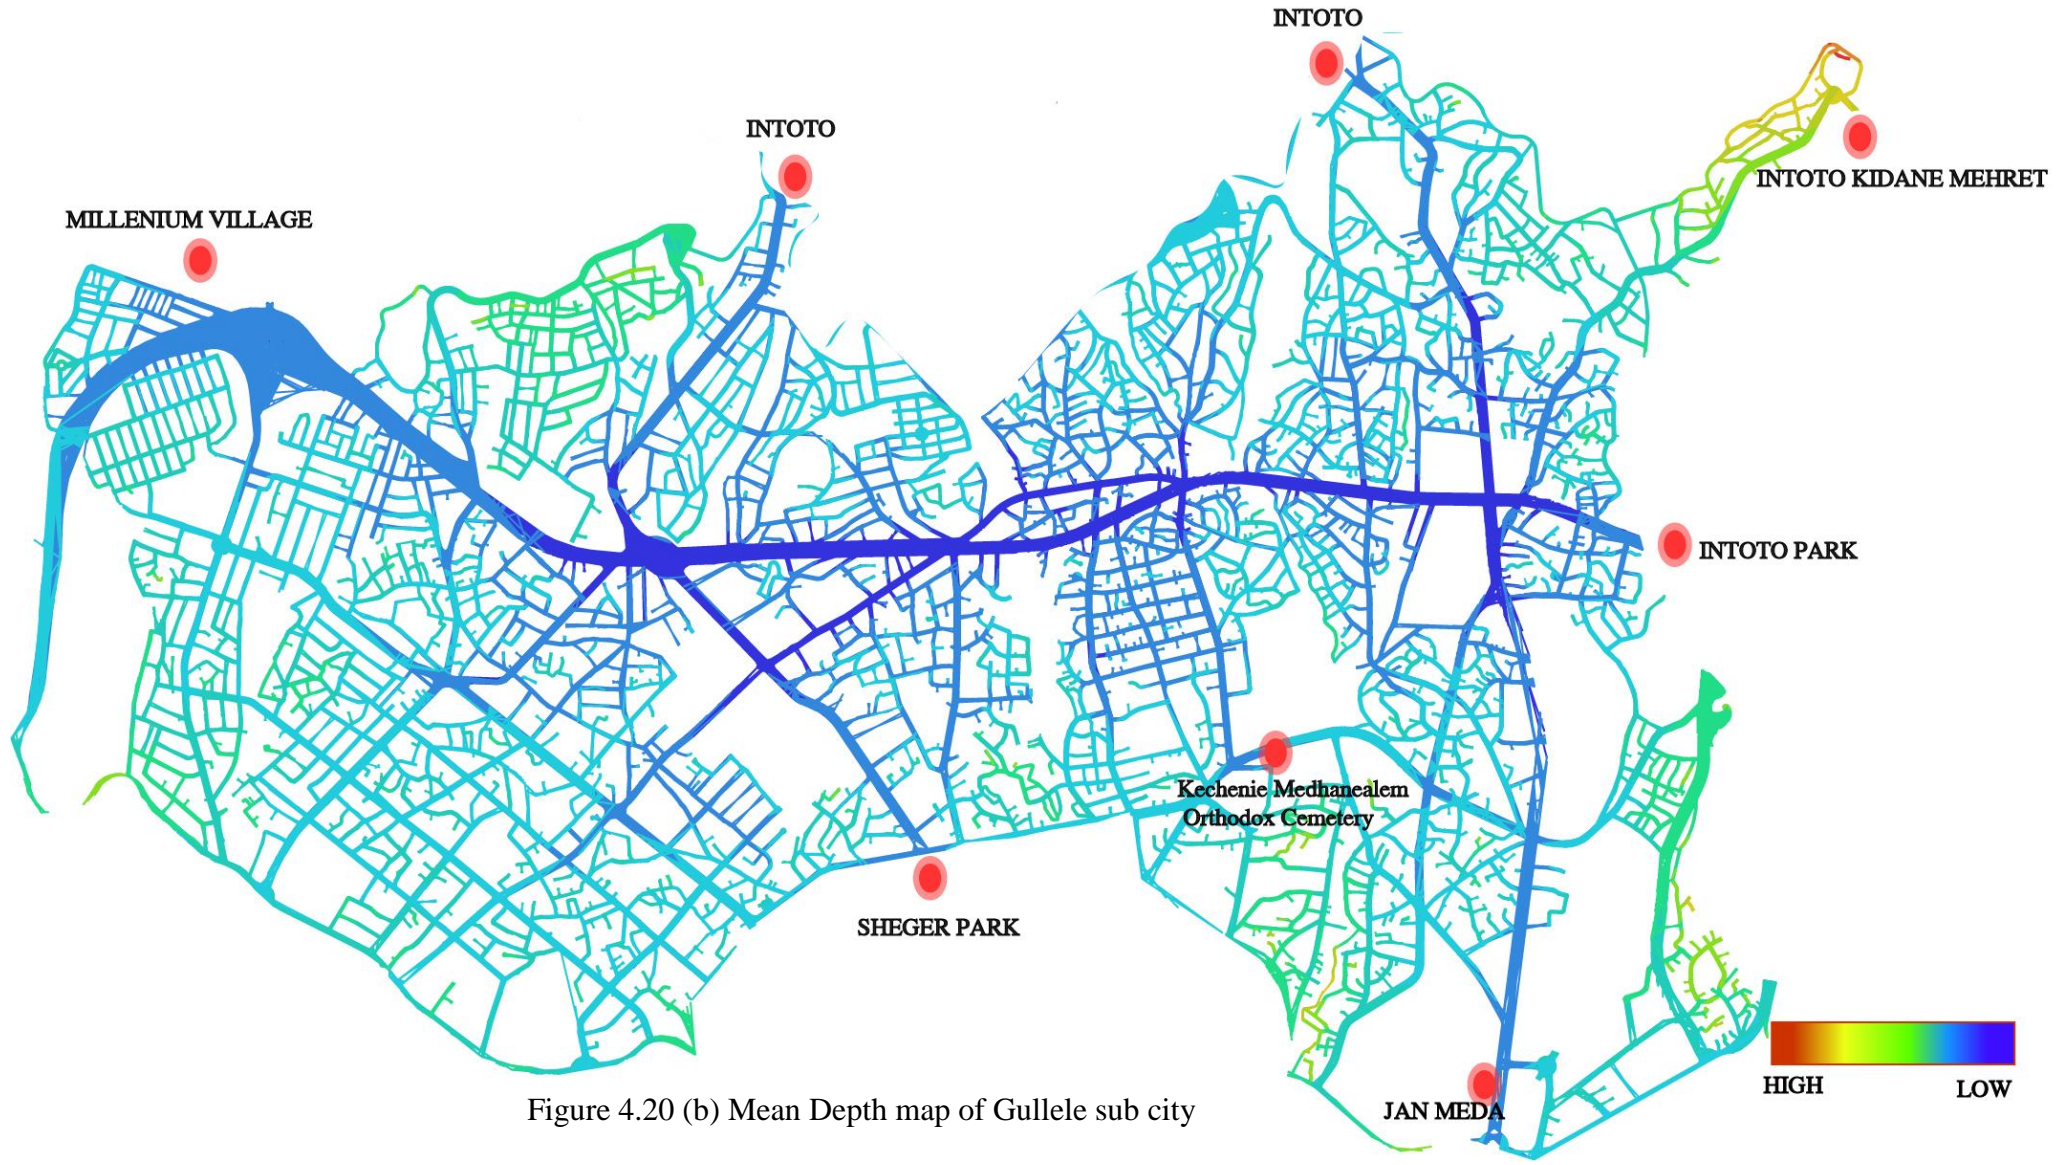 INTOTO
INTOTO
MILLENIUM VILLAGE
INTOTO KIDANE MEHRET
INTOTO PARK
Kechenie Medhanealem
Orthodox Cemetery
SHEGER PARK
HIGH
LOW
JAN MEDA
Figure 4.20 (b) Mean Depth map of Gullele sub city